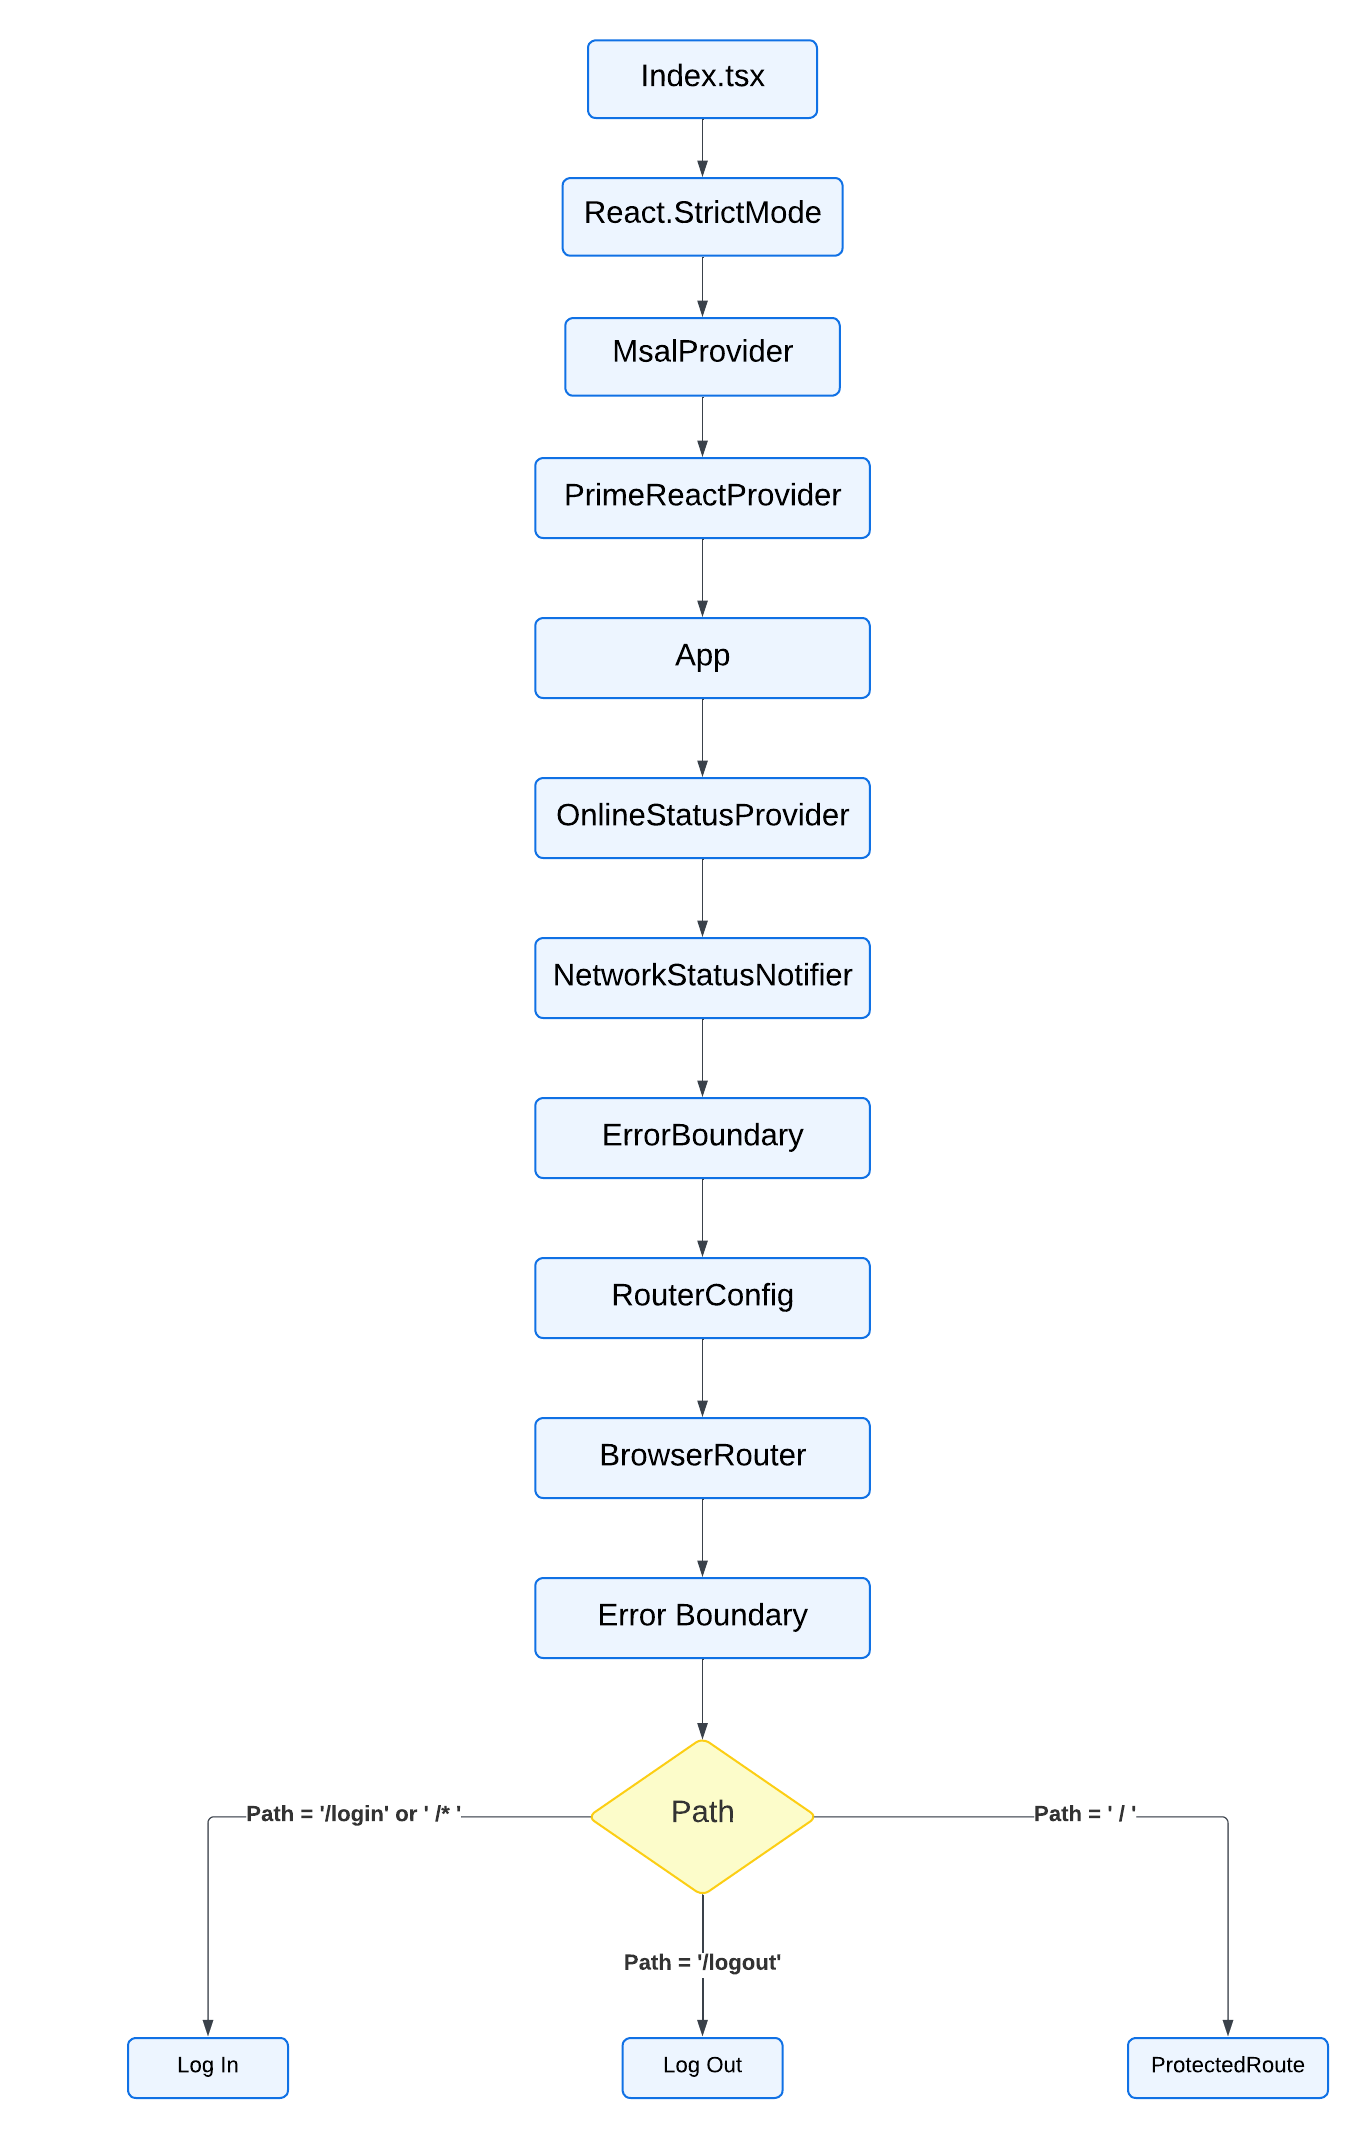 Index.tsx
React.StrictMode
MsalProvider
PrimeReactProvider
App
OnlineStatusProvider
NetworkStatusNotifier
ErrorBoundary
RouterConfig
BrowserRouter
Error Boundary
Path
Path = '/login' or ' /* '
Path = ' / '
Path = '/logout'
Log In
Log Out
ProtectedRoute